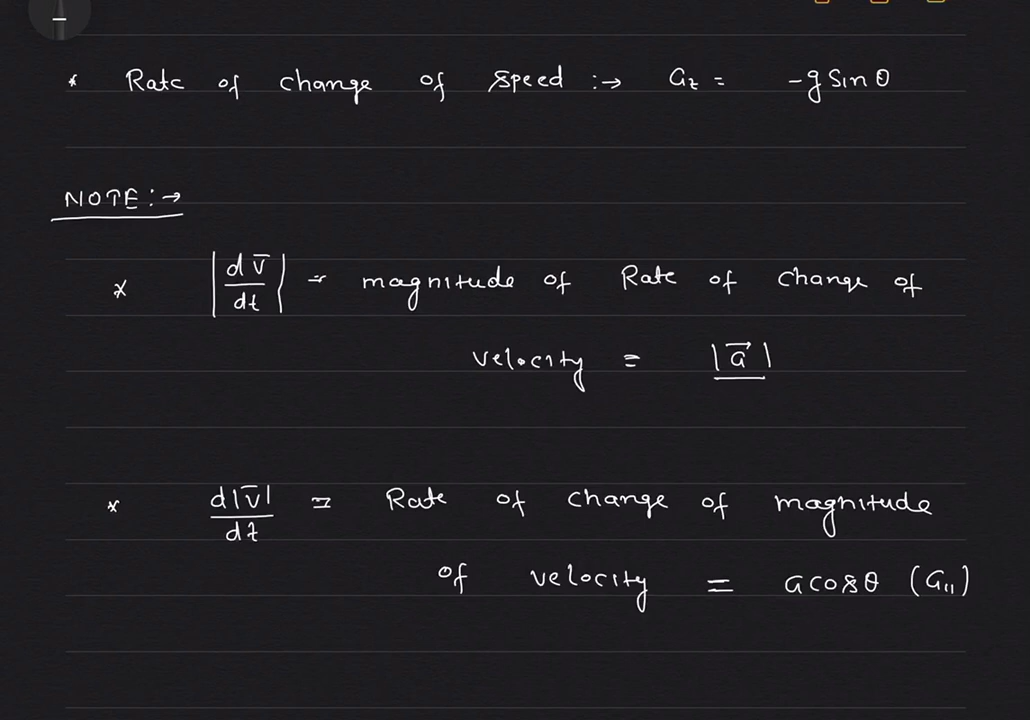 * Rate of change of speed :→ at = -g Sin θ
NOTE :→
* |dv̄/dt| = magnitude of Rate of change of
velocity = |a⃗|
* d|v̄|/dt = Rate of change of magnitude
of velocity = a cos θ (a॥)